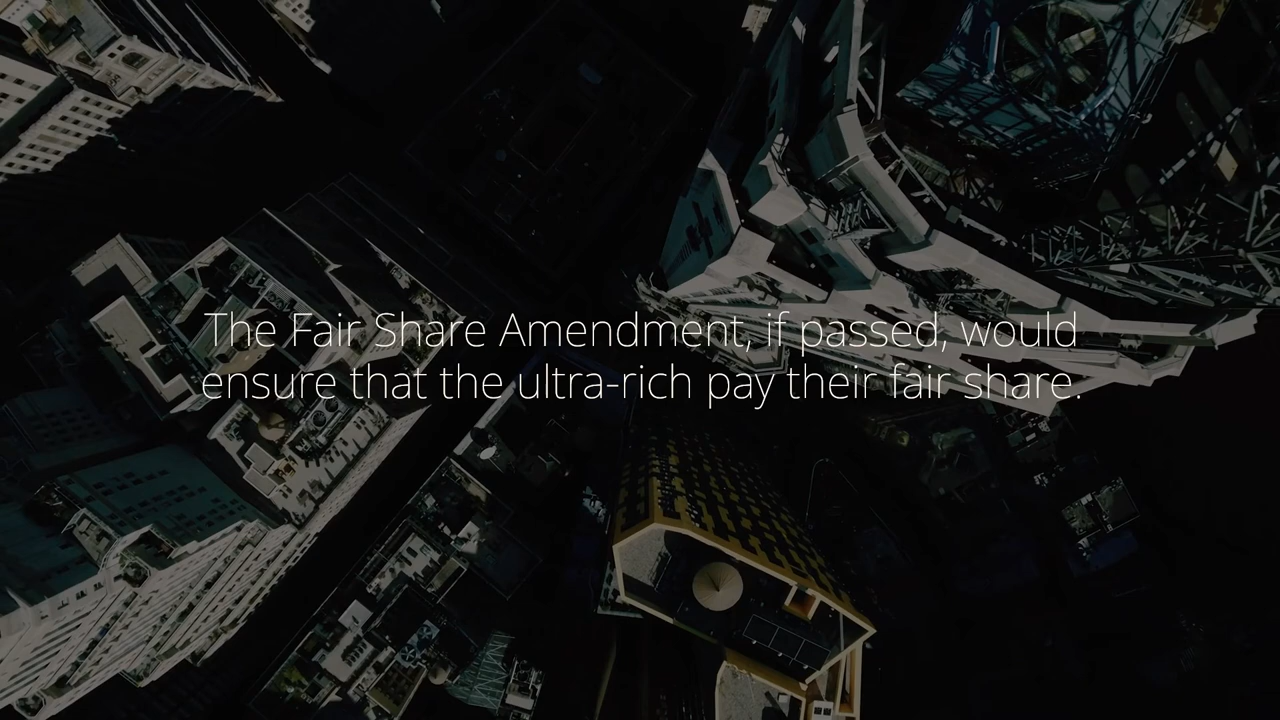 The Fair Share Amendment, if passed, would
ensure that the ultra-rich pay their fair share.